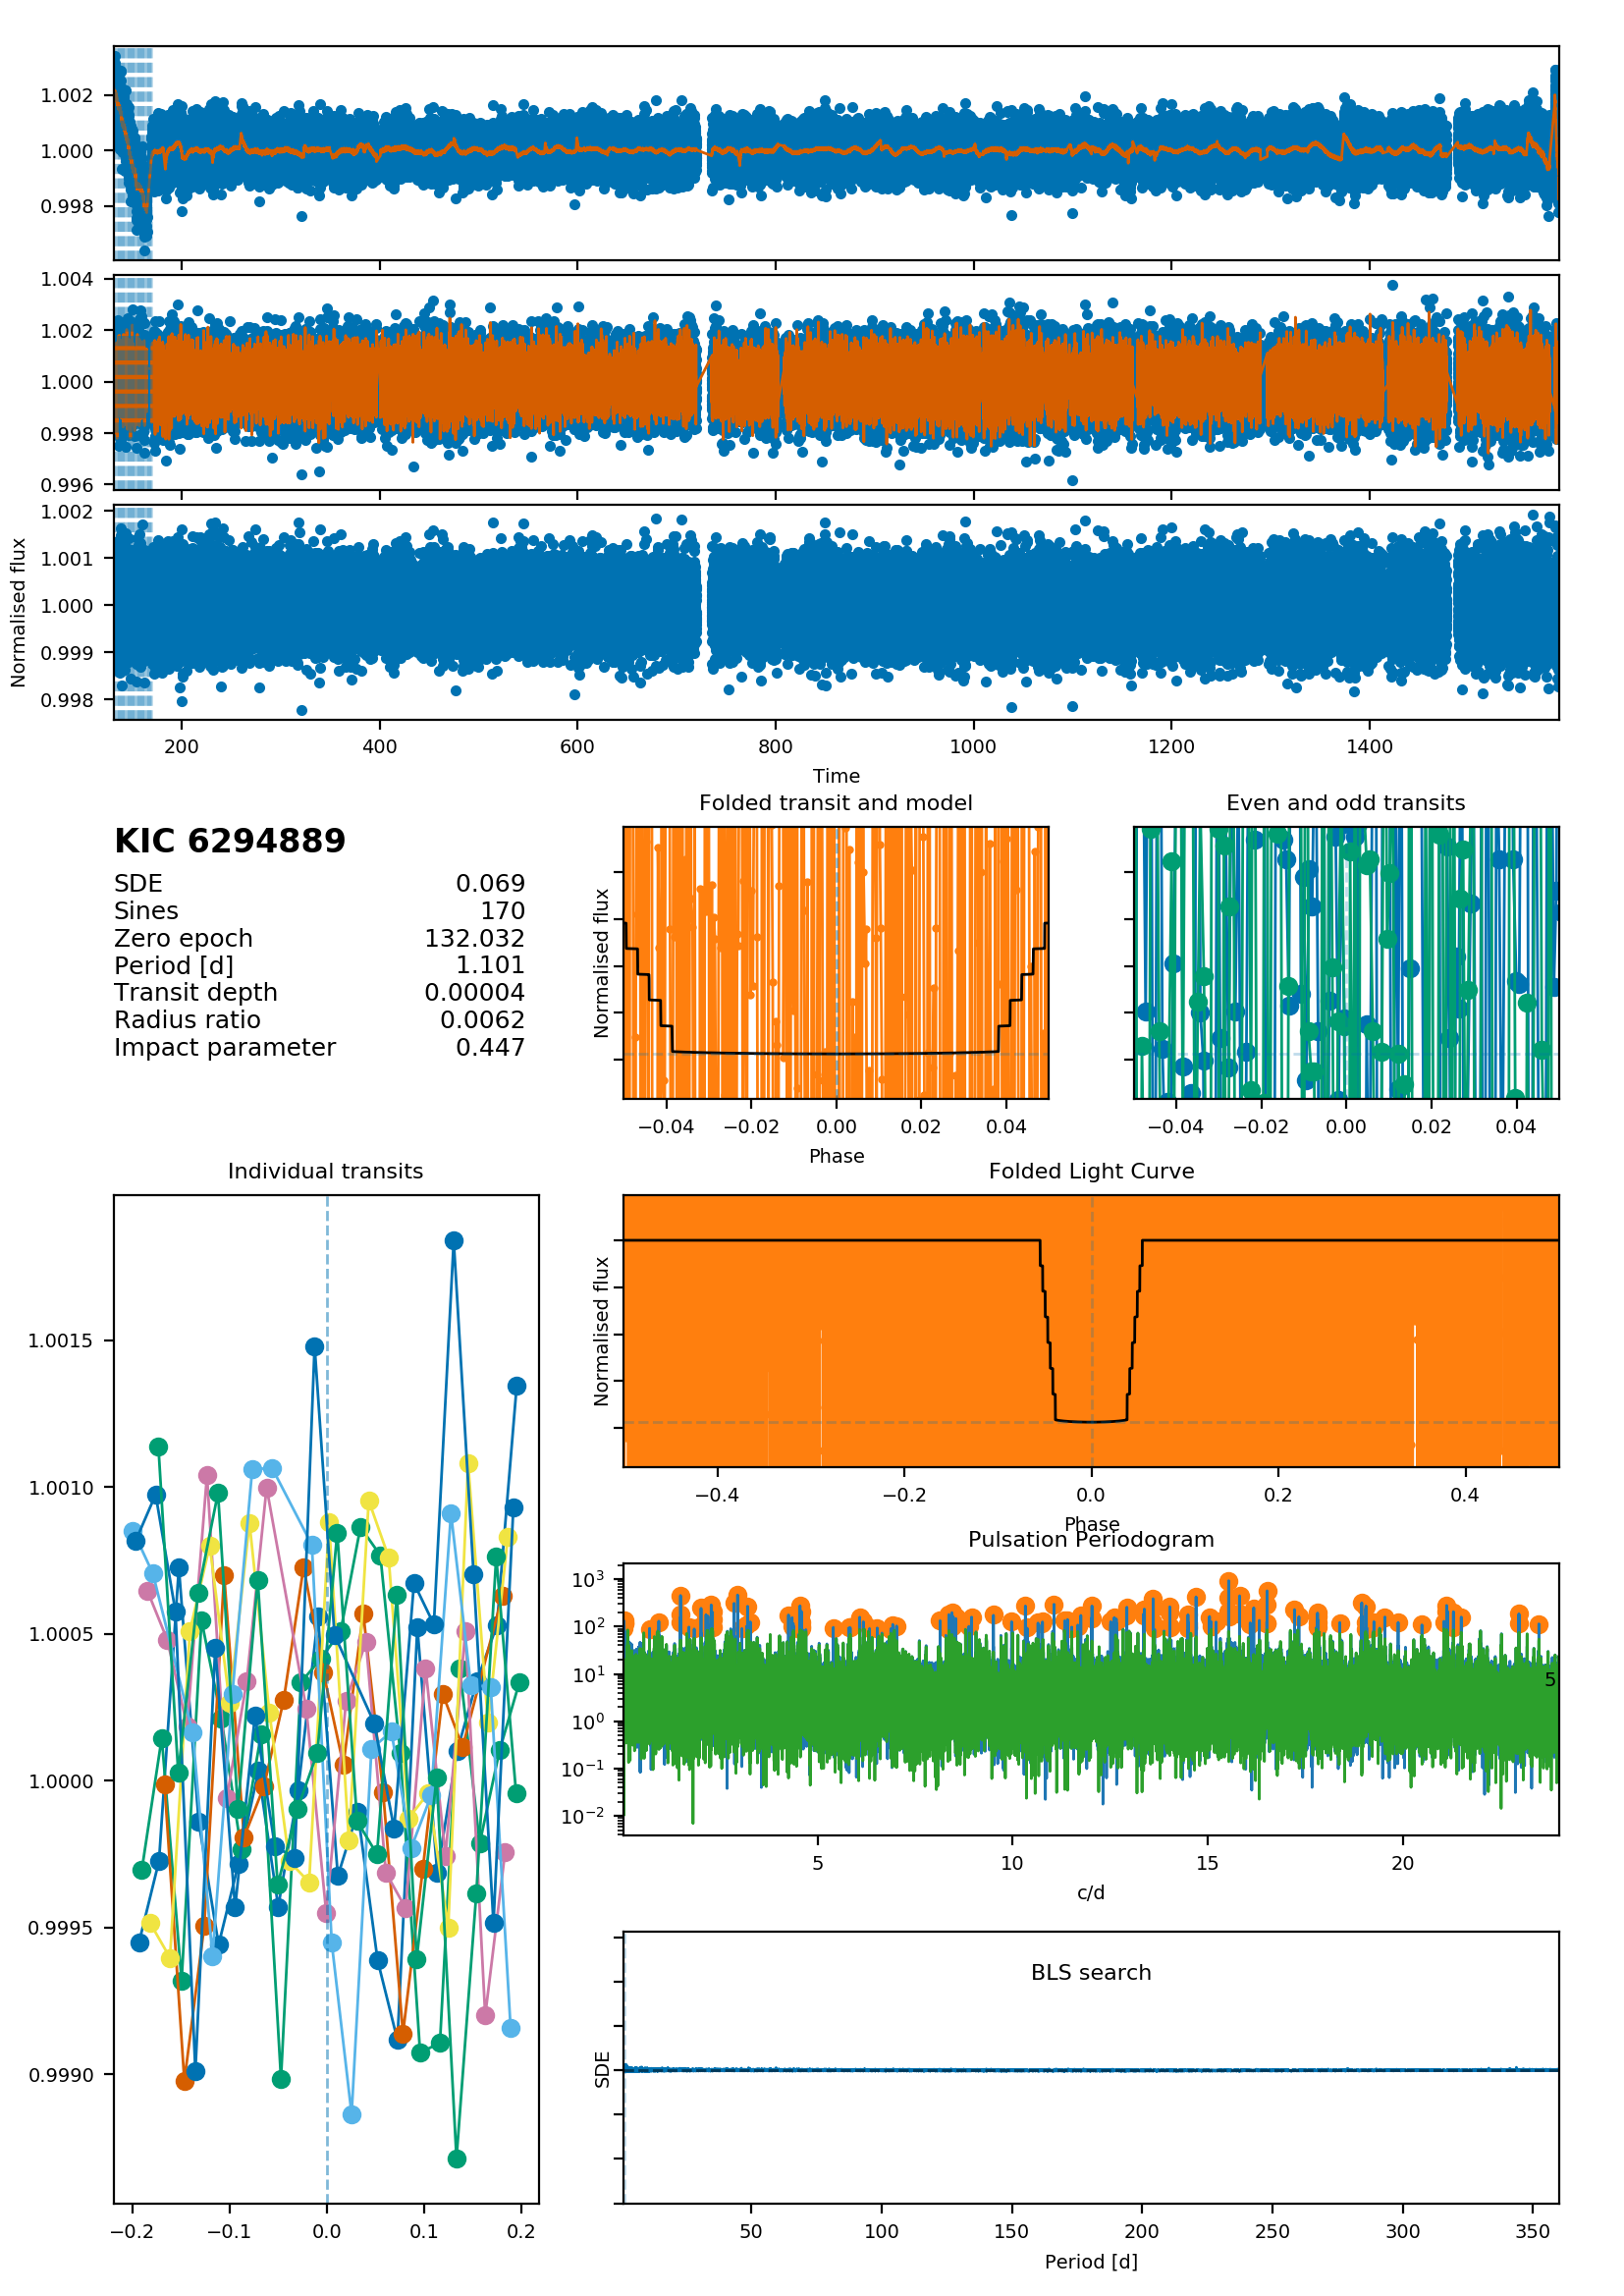 1.002
1.000
0.998
1.004
1.002
1.000
0.998
0.996
1.002
1.001
1.000
0.999
0.998
Normalised flux
200 400 600 800 1000 1200 1400
Time
KIC 6294889
SDE 0.069
Sines 170
Zero epoch 132.032
Period [d] 1.101
Transit depth 0.00004
Radius ratio 0.0062
Impact parameter 0.447
Folded transit and model
Normalised flux
−0.04 −0.02 0.00 0.02 0.04
Phase
Even and odd transits
−0.04 −0.02 0.00 0.02 0.04
Individual transits
1.0015
1.0010
1.0005
1.0000
0.9995
0.9990
−0.2 −0.1 0.0 0.1 0.2
Folded Light Curve
Normalised flux
−0.4 −0.2 0.0 0.2 0.4
Phase
Pulsation Periodogram
10³
10²
10¹
10⁰
10⁻¹
10⁻²
5
5 10 15 20
c/d
BLS search
SDE
50 100 150 200 250 300 350
Period [d]